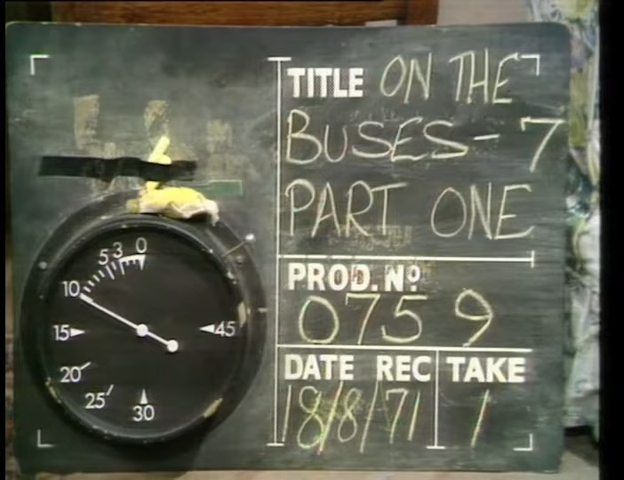 TITLE ON THE
BUSES-7
PART ONE
PROD. Nº
0759
DATE REC TAKE
18/8/71 1
0
3
5
10
15
20
25
30
45